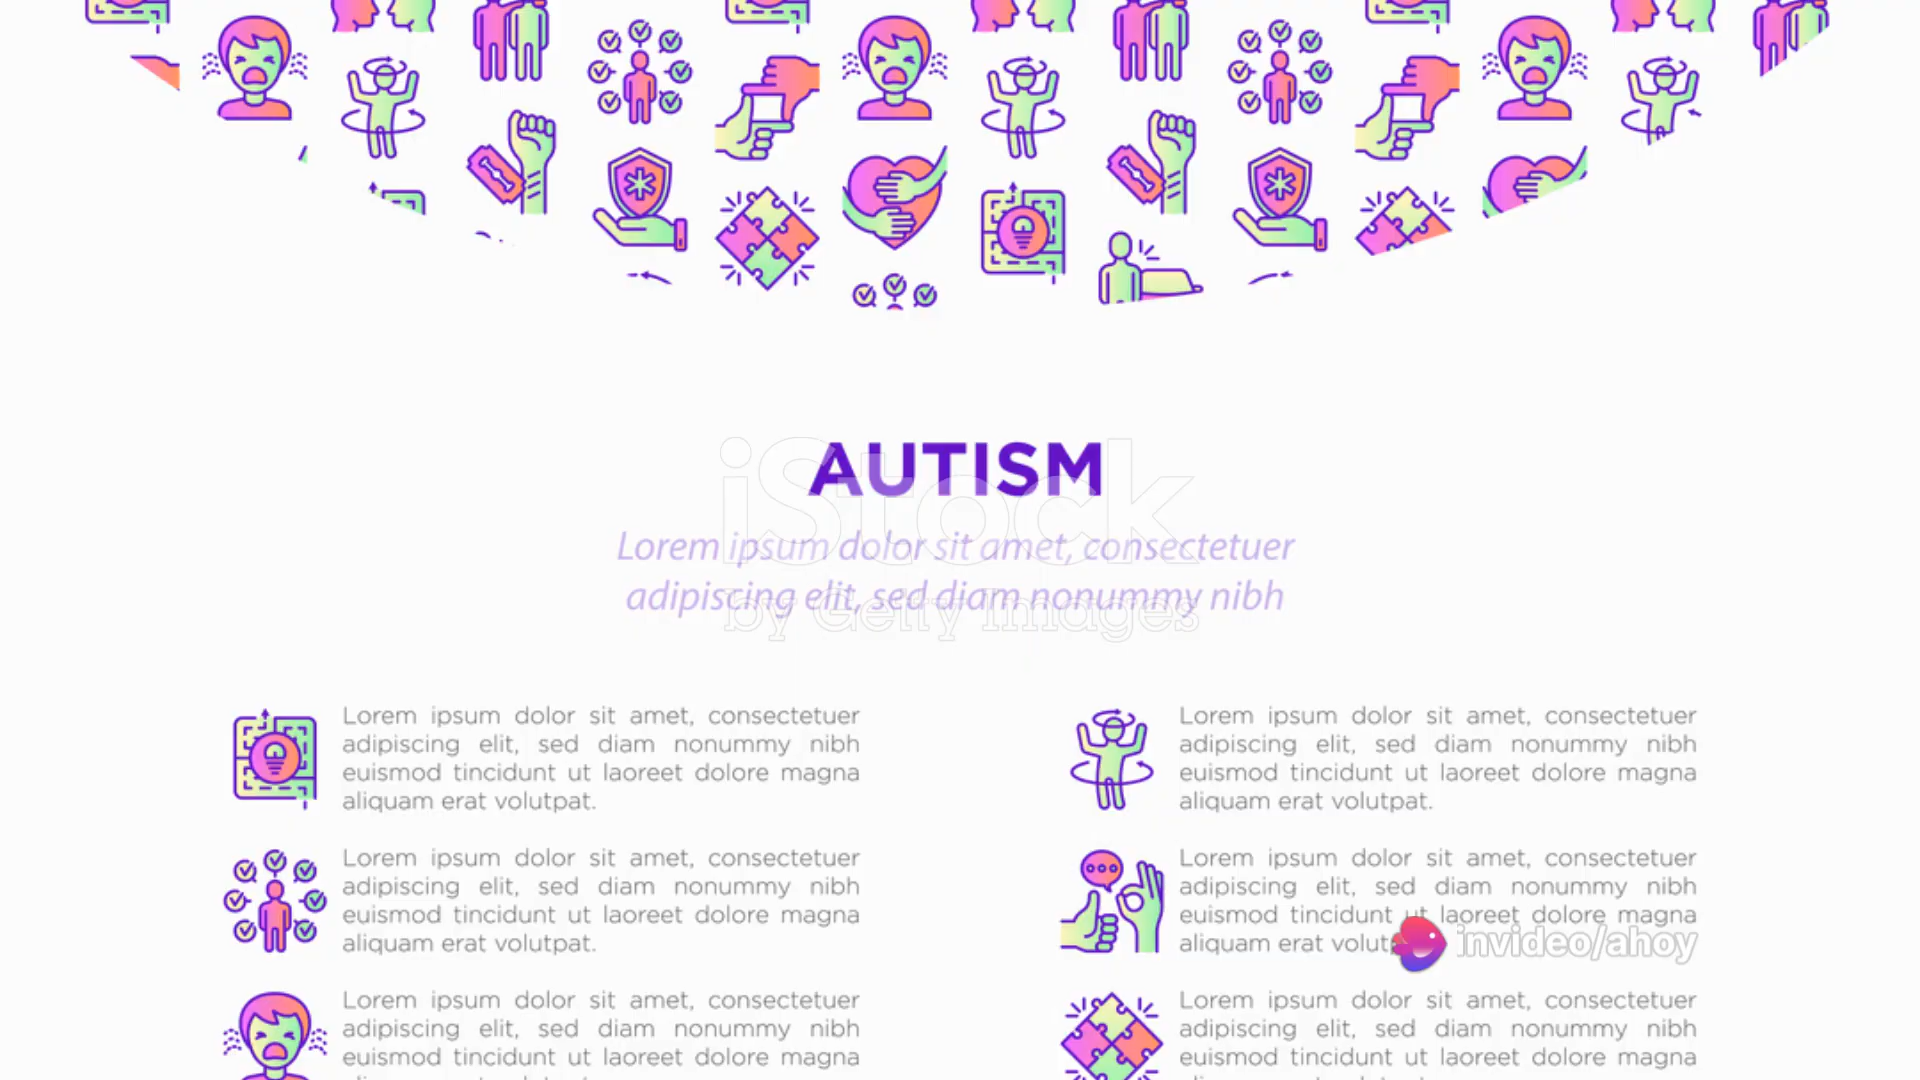 AUTISM
iStock
Lorem ipsum dolor sit amet, consectetuer
adipiscing elit, sed diam nonummy nibh
by Getty Images
Lorem ipsum dolor sit amet, consectetuer
adipiscing elit, sed diam nonummy nibh
euismod tincidunt ut laoreet dolore magna
aliquam erat volutpat.
Lorem ipsum dolor sit amet, consectetuer
adipiscing elit, sed diam nonummy nibh
euismod tincidunt ut laoreet dolore magna
aliquam erat volutpat.
Lorem ipsum dolor sit amet, consectetuer
adipiscing elit, sed diam nonummy nibh
euismod tincidunt ut laoreet dolore magna
Lorem ipsum dolor sit amet, consectetuer
adipiscing elit, sed diam nonummy nibh
euismod tincidunt ut laoreet dolore magna
aliquam erat volutpat.
Lorem ipsum dolor sit amet, consectetuer
adipiscing elit, sed diam nonummy nibh
euismod tincidunt ut laoreet dolore magna
aliquam erat volut
invideo/ahoy
Lorem ipsum dolor sit amet, consectetuer
adipiscing elit, sed diam nonummy nibh
euismod tincidunt ut laoreet dolore magna